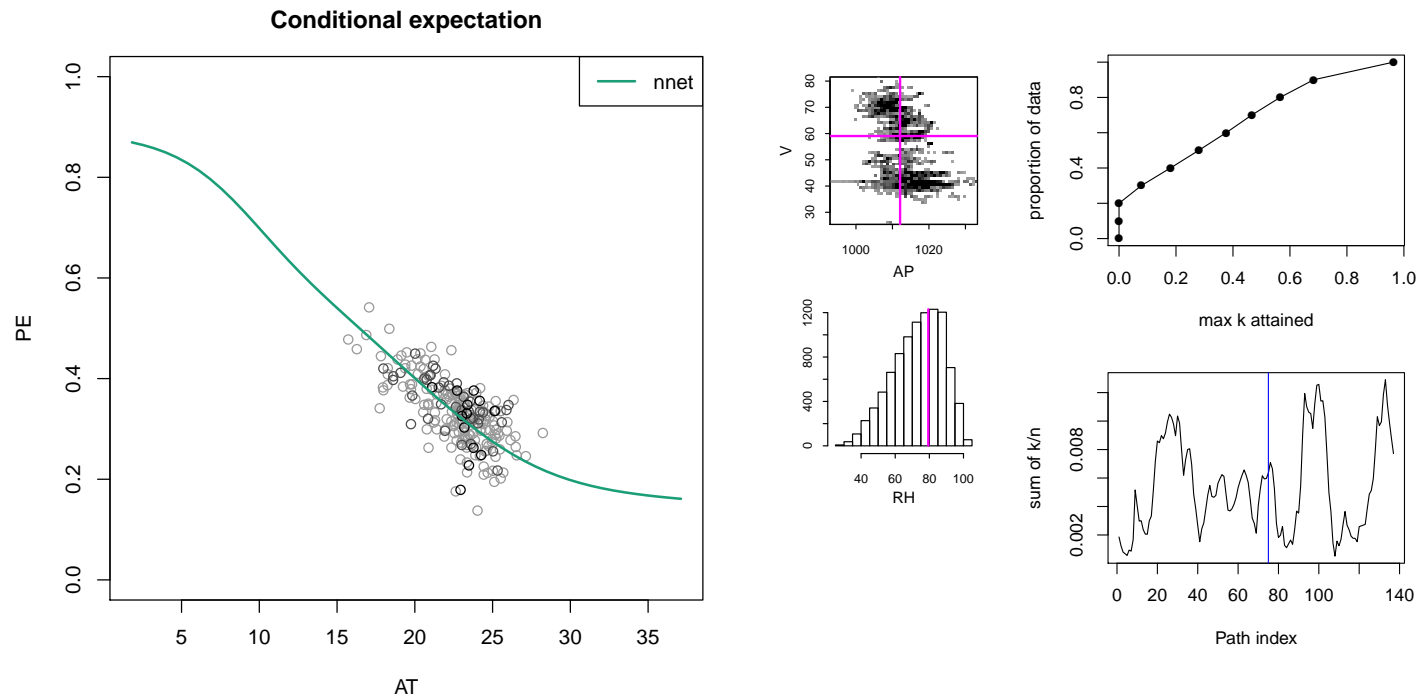 Conditional expectation
nnet
PE
0.0 0.2 0.4 0.6 0.8 1.0
5 10 15 20 25 30 35
AT
V
30 40 50 60 70 80
1000 1020
AP
0 400 800 1200
40 60 80 100
RH
proportion of data
0.0 0.4 0.8
0.0 0.2 0.4 0.6 0.8 1.0
max k attained
sum of k/n
0.002 0.008
0 20 40 60 80 100 140
Path index